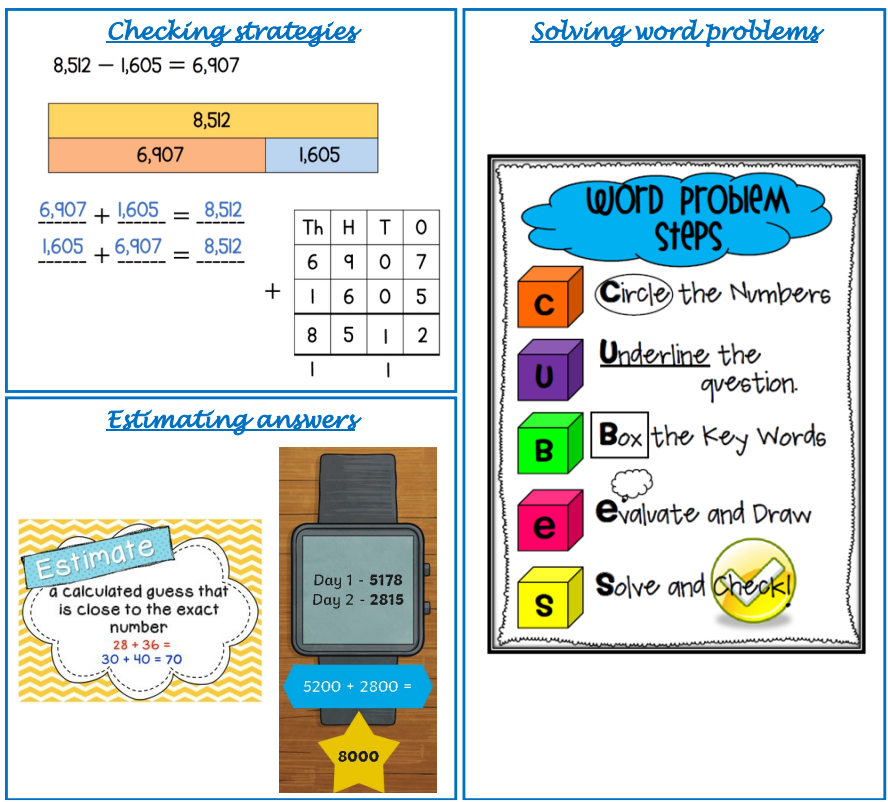 Checking strategies
8,512 – 1,605 = 6,907
8,512
6,907 1,605
6,907 + 1,605 = 8,512
1,605 + 6,907 = 8,512
Th H T O
6 9 0 7
+ 1 6 0 5
8 5 1 2
1 1
Estimating answers
Estimate
a calculated guess that
is close to the exact
number
28 + 36 =
30 + 40 = 70
Day 1 - 5178
Day 2 - 2815
5200 + 2800 =
8000
Solving word problems
Word Problem
Steps
C Circle the Numbers
U Underline the
question.
B Box the Key Words
e evaluate and Draw
S Solve and Check!